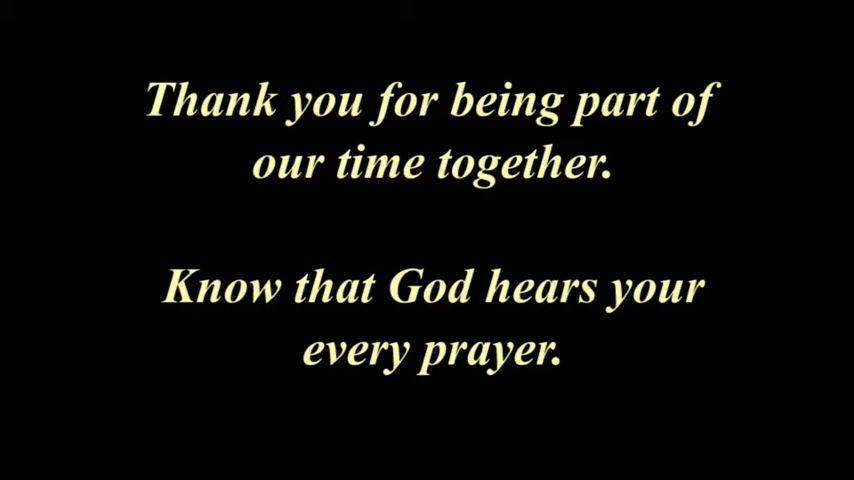 Thank you for being part of
our time together.
Know that God hears your
every prayer.